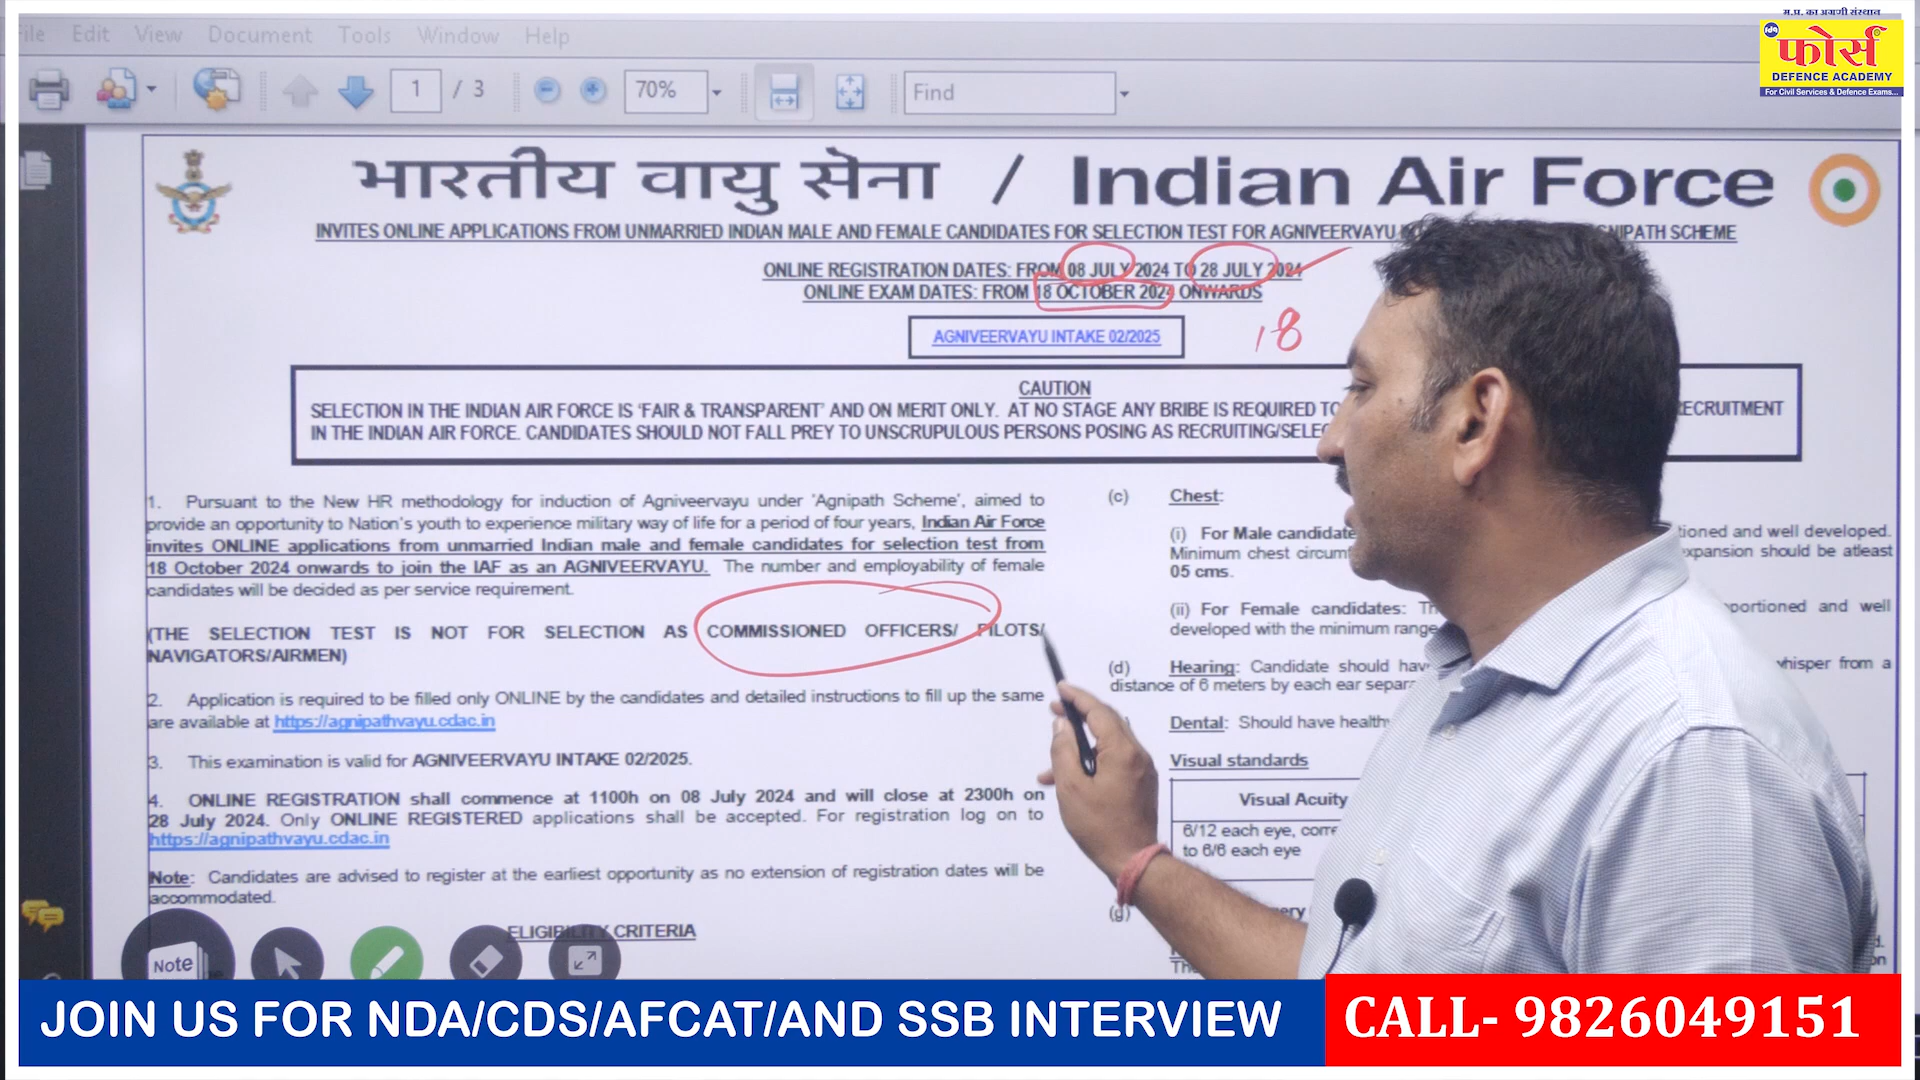 File Edit View Document Tools Window Help
1 / 3 70% Find
म.प्र. का अग्रणी संस्थान
fda
फोर्स
DEFENCE ACADEMY
For Civil Services & Defence Exams...
भारतीय वायु सेना / Indian Air Force
INVITES ONLINE APPLICATIONS FROM UNMARRIED INDIAN MALE AND FEMALE CANDIDATES FOR SELECTION TEST FOR AGNIVEERVAYU SCHEME
ONLINE REGISTRATION DATES: FROM 08 JULY 2024 TO 28 JULY 2024
ONLINE EXAM DATES: FROM 18 OCTOBER 2024 ONWARDS
AGNIVEERVAYU INTAKE 02/2025
18
CAUTION
SELECTION IN THE INDIAN AIR FORCE IS 'FAIR & TRANSPARENT' AND ON MERIT ONLY. AT NO STAGE ANY BRIBE IS REQUIRED TO RECRUITMENT
IN THE INDIAN AIR FORCE. CANDIDATES SHOULD NOT FALL PREY TO UNSCRUPULOUS PERSONS POSING AS
1. Pursuant to the New HR methodology for induction of Agniveervayu under 'Agnipath Scheme', aimed to
provide an opportunity to Nation's youth to experience military way of life for a period of four years, Indian Air Force
invites ONLINE applications from unmarried Indian male and female candidates for selection test from
18 October 2024 onwards to join the IAF as an AGNIVEERVAYU. The number and employability of female
candidates will be decided as per service requirement.
(THE SELECTION TEST IS NOT FOR SELECTION AS COMMISSIONED OFFICERS/ PILOTS/
NAVIGATORS/AIRMEN)
2. Application is required to be filled only ONLINE by the candidates and detailed instructions to fill up the same
are available at https://agnipathvayu.cdac.in
3. This examination is valid for AGNIVEERVAYU INTAKE 02/2025.
4. ONLINE REGISTRATION shall commence at 1100h on 08 July 2024 and will close at 2300h on
28 July 2024. Only ONLINE REGISTERED applications shall be accepted. For registration log on to
https://agnipathvayu.cdac.in
Note: Candidates are advised to register at the earliest opportunity as no extension of registration dates will be
accommodated.
ELIGIBILITY CRITERIA
(c) Chest:
(i) For Male and well developed.
Minimum chest expansion should be atleast
05 cms.
(ii) For Female candidates: and well
developed with the minimum range
(d) Hearing: Candidate should whisper from a
distance of 6 meters by each ear
Dental: Should have
Visual standards
Visual Acuity
6/12 each eye,
to 6/6 each eye
(g)
Note
JOIN US FOR NDA/CDS/AFCAT/AND SSB INTERVIEW
CALL- 9826049151